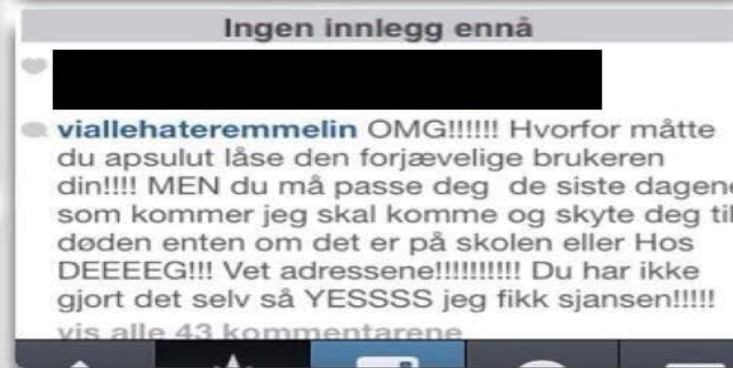 Ingen innlegg ennå
viallehateremmelin OMG!!!!!! Hvorfor måtte
du apsulut låse den forjævelige brukeren
din!!!! MEN du må passe deg de siste dagene
som kommer jeg skal komme og skyte deg til
døden enten om det er på skolen eller Hos
DEEEEG!!! Vet adressene!!!!!!!!!! Du har ikke
gjort det selv så YESSSS jeg fikk sjansen!!!!!
vis alle 43 kommentarene